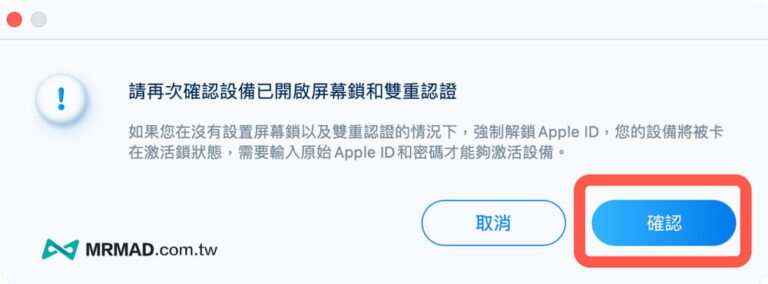 請再次確認設備已開啟屏幕鎖和雙重認證
如果您在沒有設置屏幕鎖以及雙重認證的情況下，強制解鎖 Apple ID，您的設備將被卡
在激活鎖狀態，需要輸入原始 Apple ID 和密碼才能夠激活設備。
取消
確認
MRMAD.com.tw